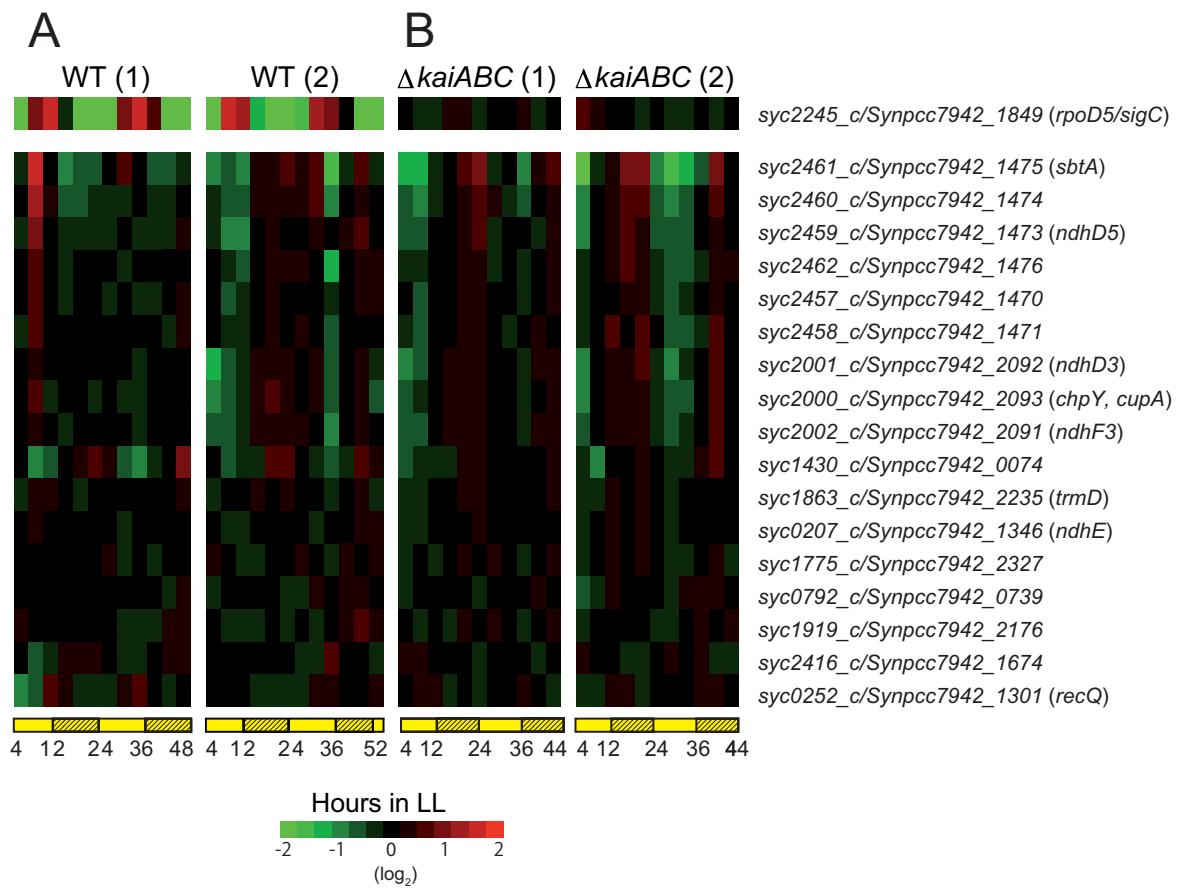 A B
WT (1) WT (2) ΔkaiABC (1) ΔkaiABC (2)
syc2245_c/Synpcc7942_1849 (rpoD5/sigC)
syc2461_c/Synpcc7942_1475 (sbtA)
syc2460_c/Synpcc7942_1474
syc2459_c/Synpcc7942_1473 (ndhD5)
syc2462_c/Synpcc7942_1476
syc2457_c/Synpcc7942_1470
syc2458_c/Synpcc7942_1471
syc2001_c/Synpcc7942_2092 (ndhD3)
syc2000_c/Synpcc7942_2093 (chpY, cupA)
syc2002_c/Synpcc7942_2091 (ndhF3)
syc1430_c/Synpcc7942_0074
syc1863_c/Synpcc7942_2235 (trmD)
syc0207_c/Synpcc7942_1346 (ndhE)
syc1775_c/Synpcc7942_2327
syc0792_c/Synpcc7942_0739
syc1919_c/Synpcc7942_2176
syc2416_c/Synpcc7942_1674
syc0252_c/Synpcc7942_1301 (recQ)
4 12 24 36 48 4 12 24 36 52 4 12 24 36 44 4 12 24 36 44
Hours in LL
-2 -1 0 1 2
(log2)